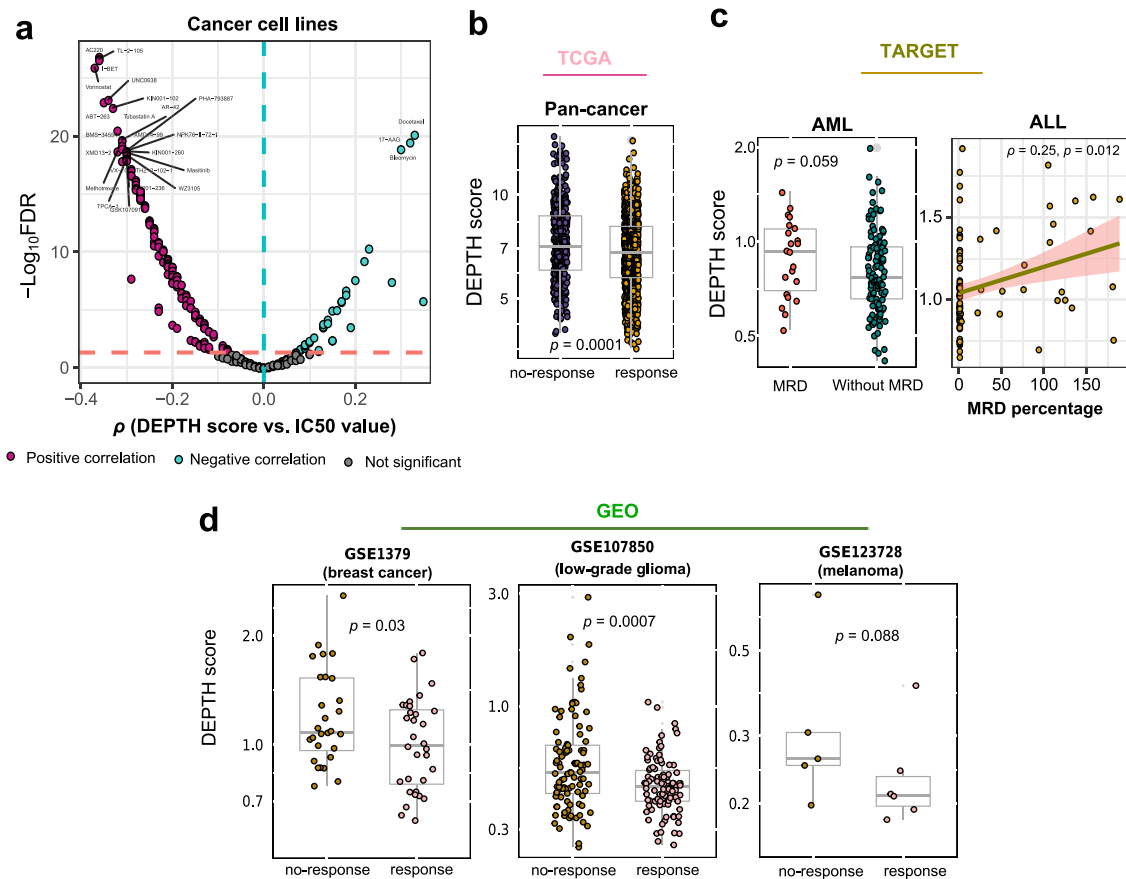 a
Cancer cell lines
AC220
TL-2-105
I-BET
Vorinostat
UNC0638
KIN001-102
PHA-793887
AR-42
ABT-263
Tubastatin A
NPK76-II-72-1
KIN001-260
XMD13-2
Masitinib
Methotrexate
WZ3105
TPCA-1
Docetaxel
17-AAG
Bleomycin
−Log10FDR
20
10
0
−0.4
−0.2
0.0
0.2
ρ (DEPTH score vs. IC50 value)
Positive correlation
Negative correlation
Not significant
b
TCGA
Pan-cancer
DEPTH score
10
7
5
p = 0.0001
no-response
response
c
TARGET
AML
p = 0.059
DEPTH score
2.0
1.0
0.5
MRD
Without MRD
ALL
ρ = 0.25, p = 0.012
1.5
1.0
0
50
100
150
MRD percentage
d
GEO
GSE1379
(breast cancer)
p = 0.03
DEPTH score
2.0
1.0
0.7
no-response
response
GSE107850
(low-grade glioma)
p = 0.0007
3.0
1.0
0.3
no-response
response
GSE123728
(melanoma)
p = 0.088
0.5
0.3
0.2
no-response
response